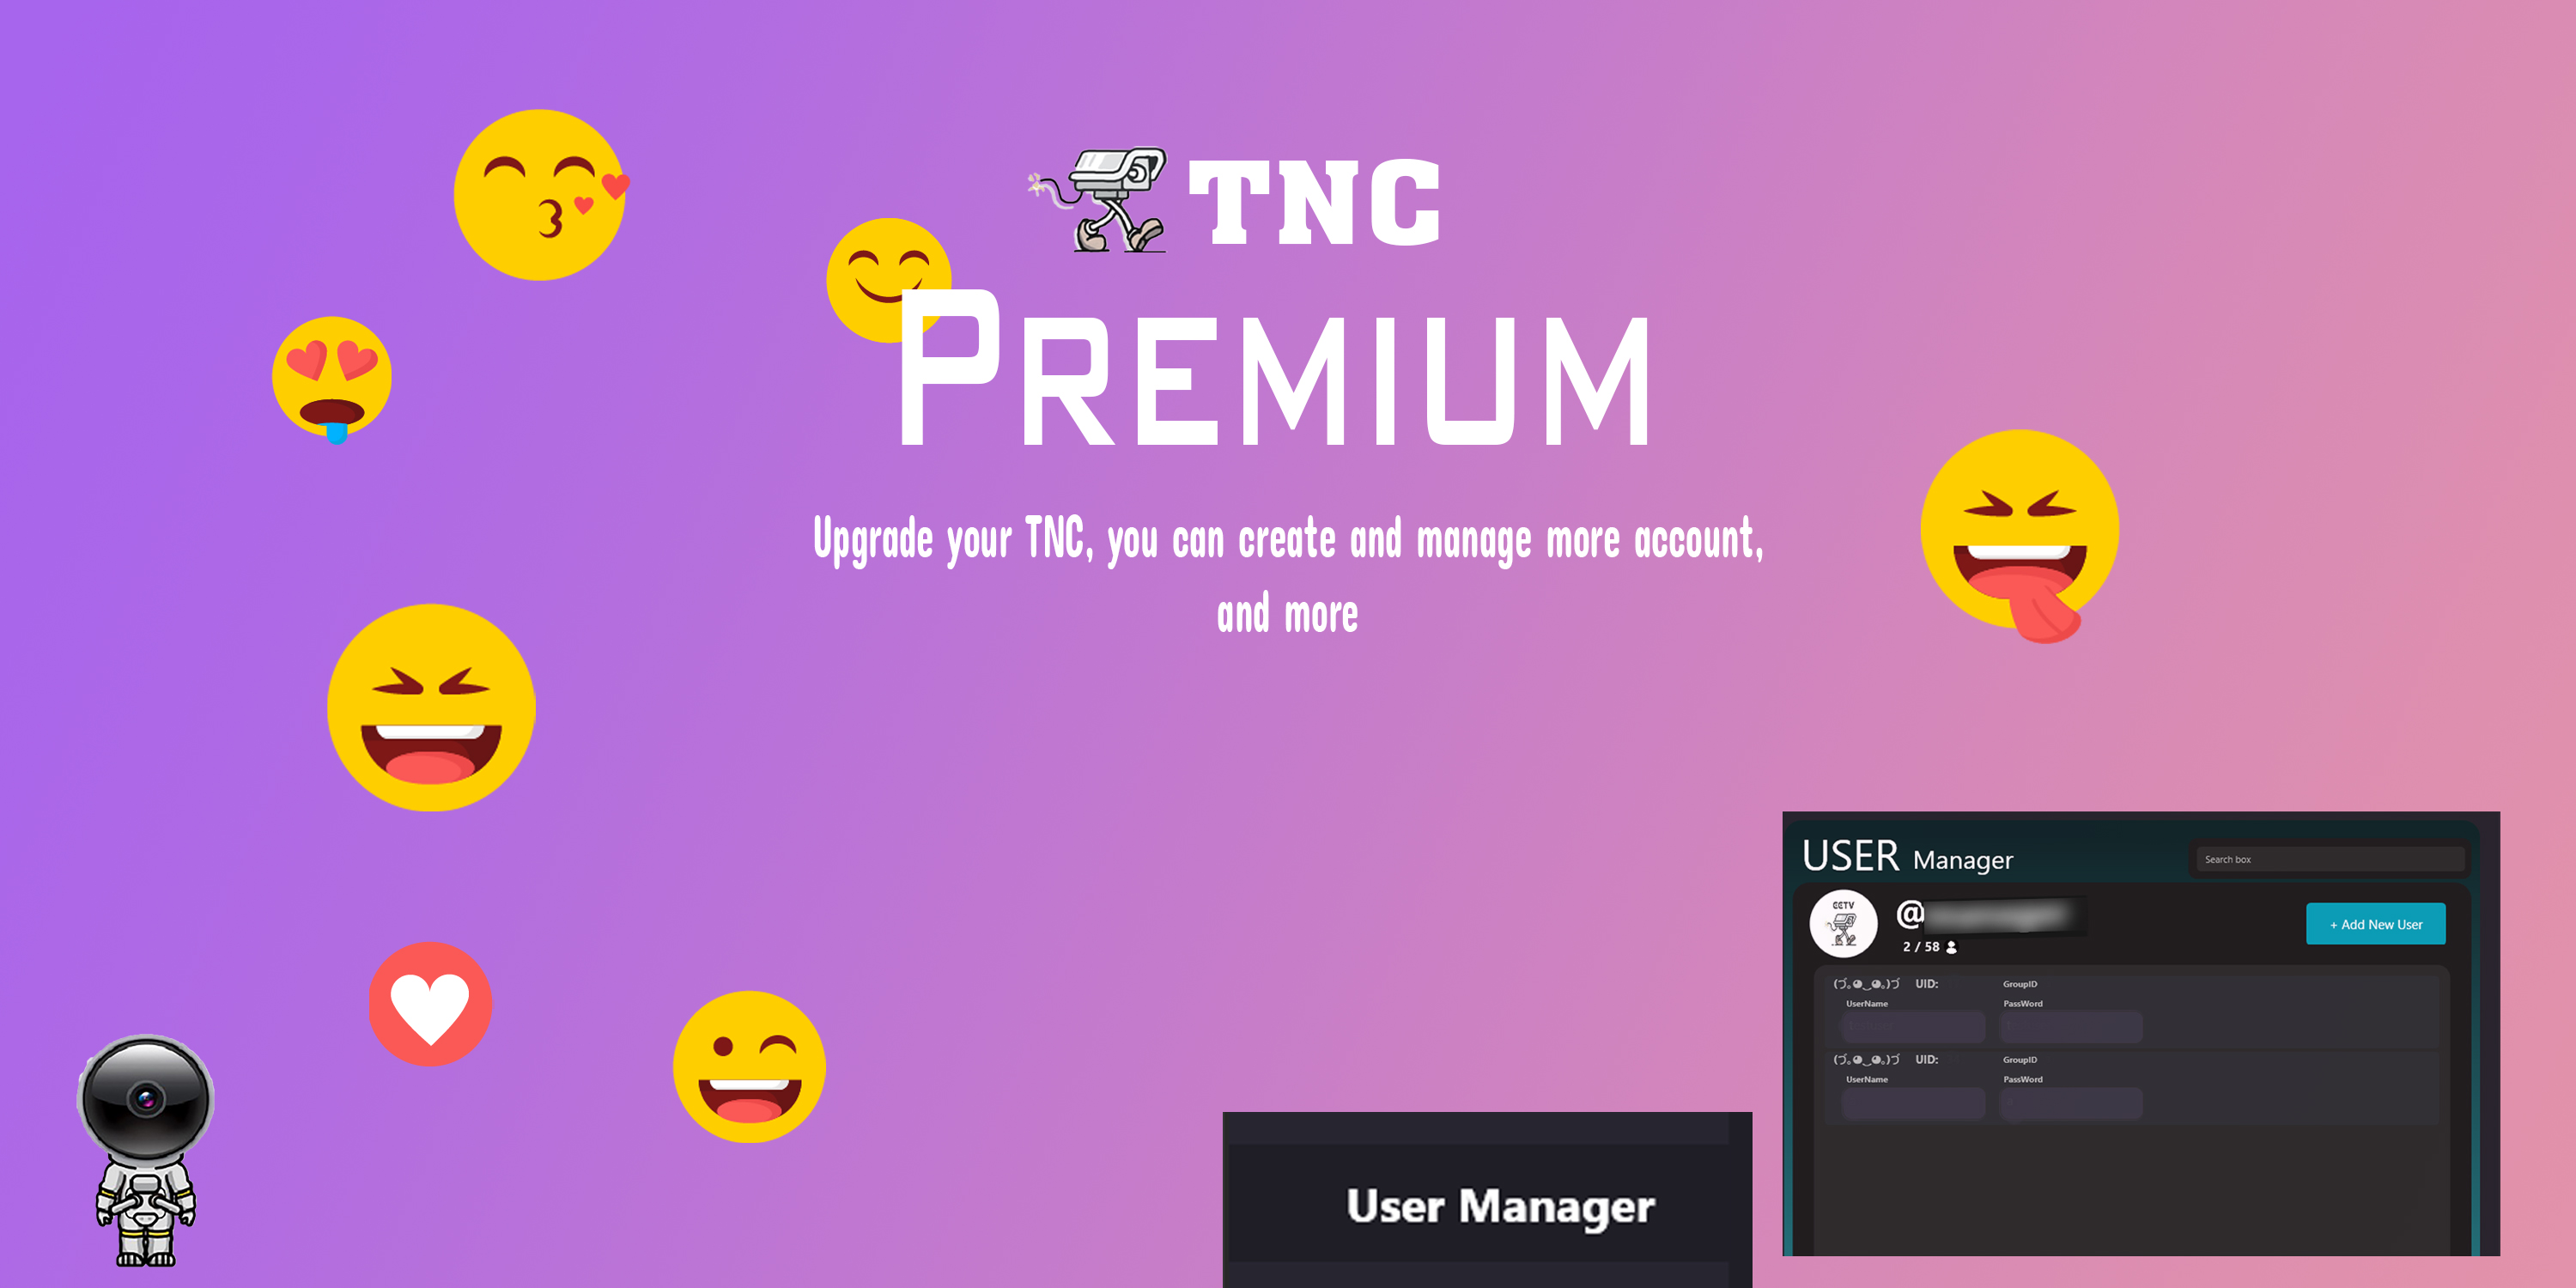 TNC
PREMIUM
Upgrade your TNC, you can create and manage more account,
and more
USER Manager
Search box
CCTV
@
2 / 58
+ Add New User
(づ｡◕‿◕｡)づ UID: GroupID
UserName PassWord
(づ｡◕‿◕｡)づ UID: GroupID
UserName PassWord
User Manager